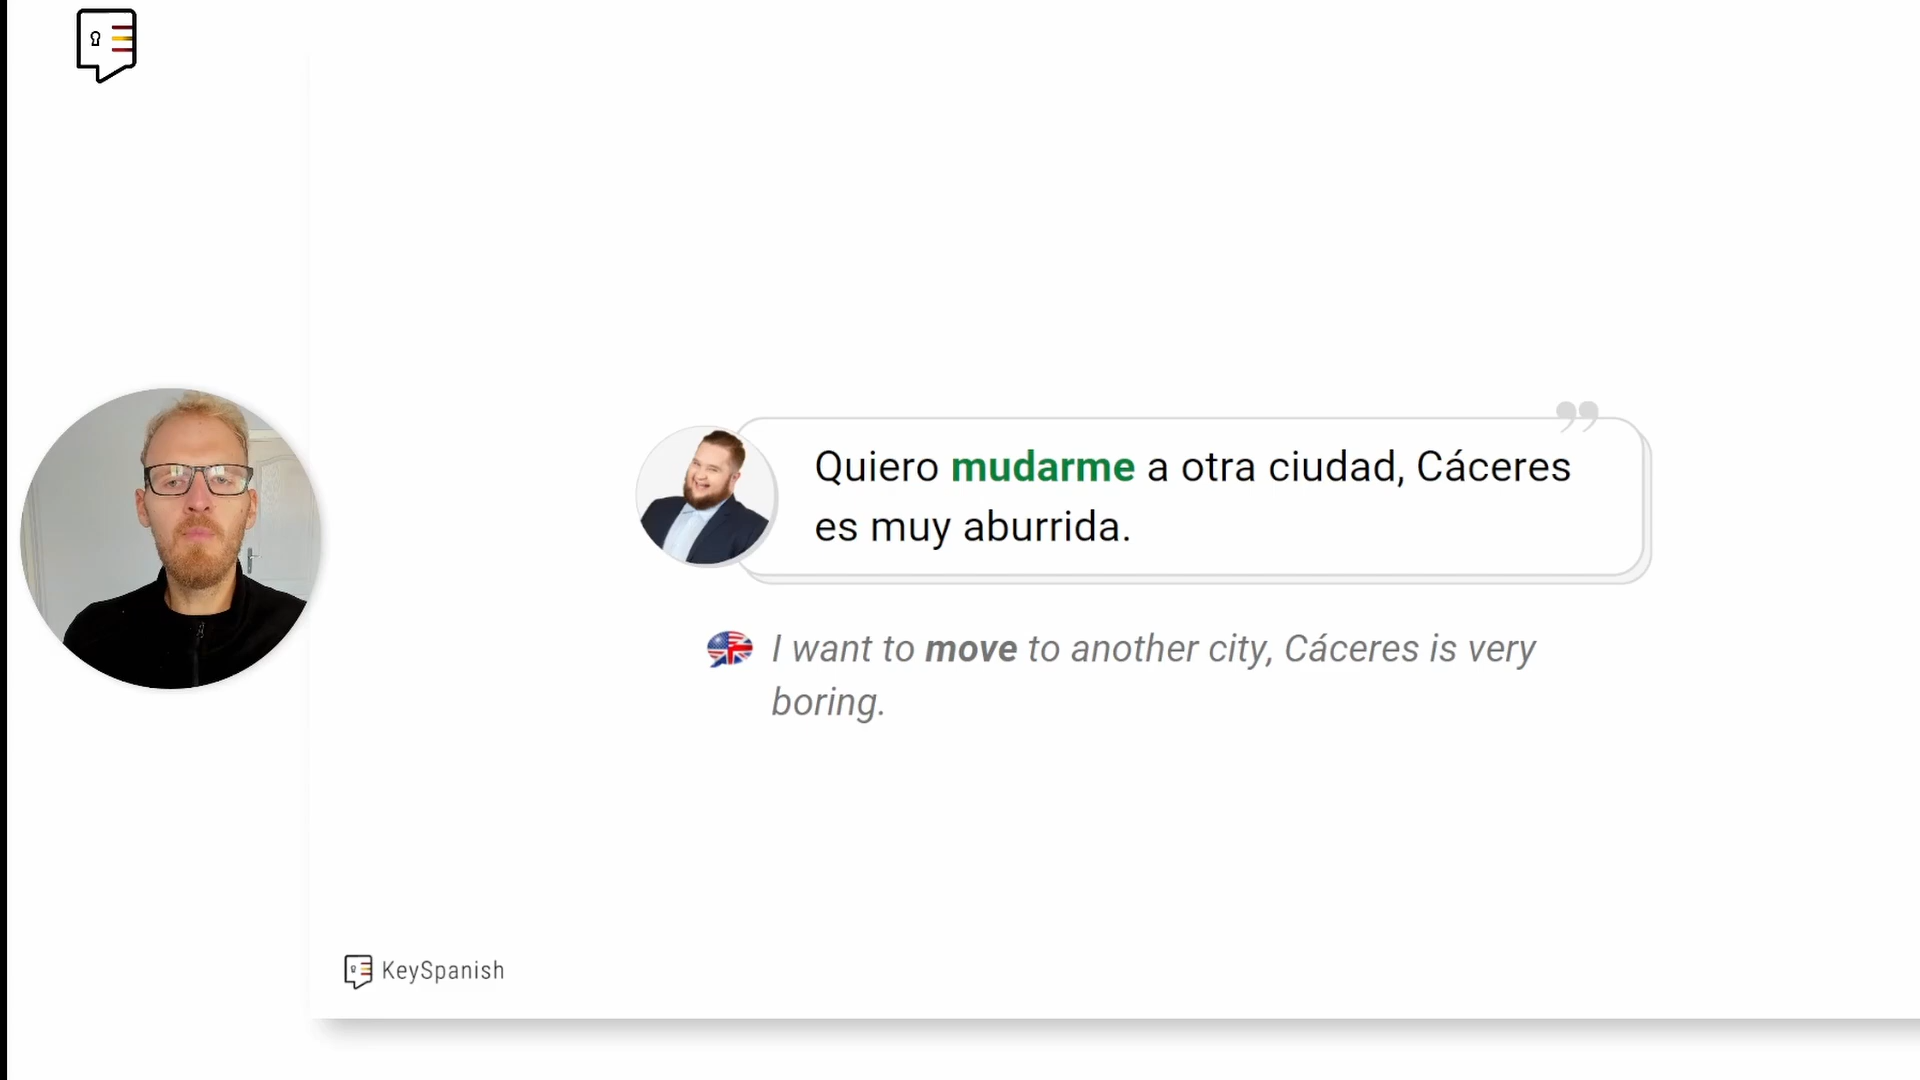 Quiero mudarme a otra ciudad, Cáceres
es muy aburrida.
I want to move to another city, Cáceres is very
boring.
KeySpanish